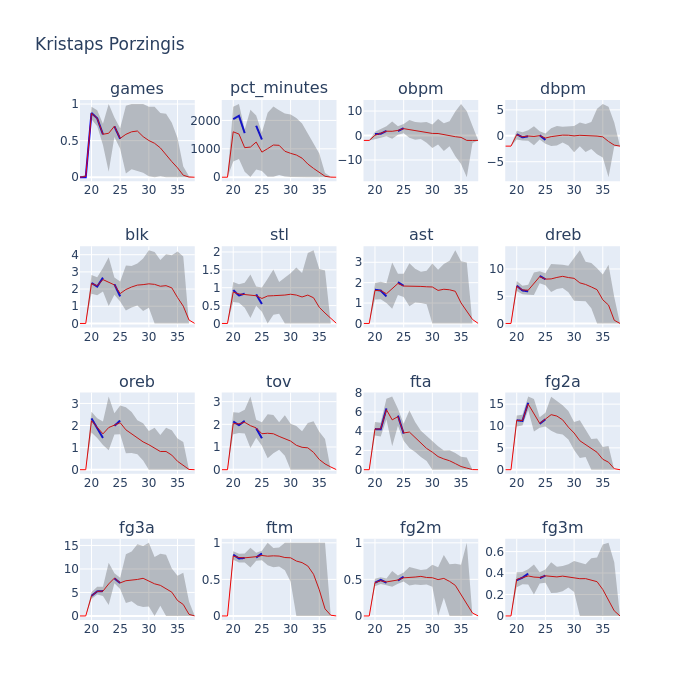 Kristaps Porzingis
games pct_minutes obpm dbpm
1 0.5 0 20 25 30 35
2000 1000 0 20 25 30 35
10 0 −10 20 25 30 35
5 0 −5 20 25 30 35
blk stl ast dreb
4 3 2 1 0 20 25 30 35
2 1.5 1 0.5 0 20 25 30 35
3 2 1 0 20 25 30 35
10 5 0 20 25 30 35
oreb tov fta fg2a
3 2 1 0 20 25 30 35
3 2 1 0 20 25 30 35
8 6 4 2 0 20 25 30 35
15 10 5 0 20 25 30 35
fg3a ftm fg2m fg3m
15 10 5 0 20 25 30 35
1 0.5 0 20 25 30 35
1 0.5 0 20 25 30 35
0.6 0.4 0.2 0 20 25 30 35